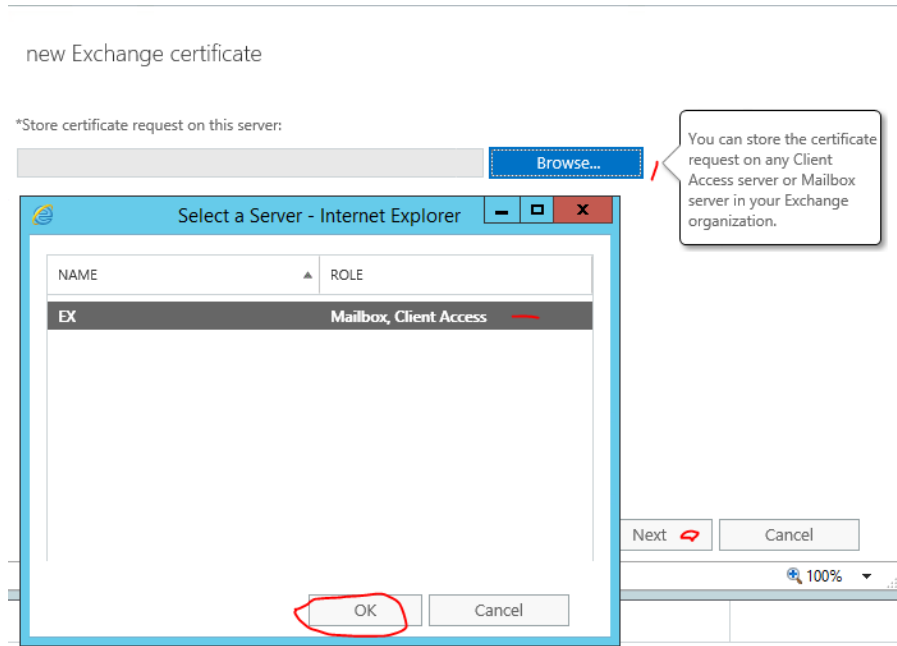 new Exchange certificate
*Store certificate request on this server:
Browse...
You can store the certificate
request on any Client
Access server or Mailbox
server in your Exchange
organization.
Select a Server - Internet Explorer
NAME ROLE
EX Mailbox, Client Access
Next Cancel
100%
OK Cancel